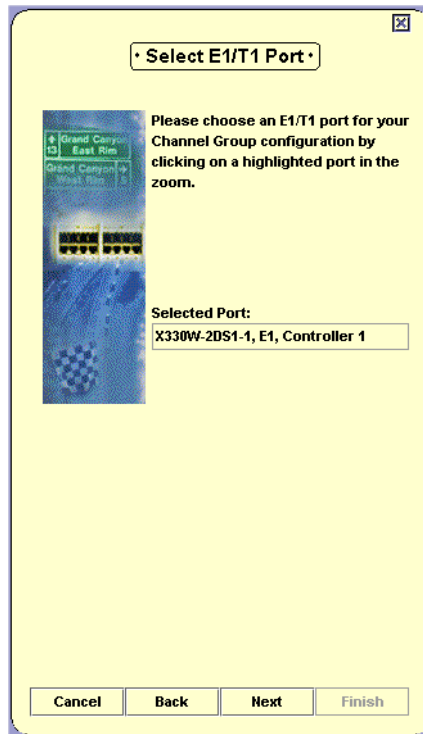 • Select E1/T1 Port •
Please choose an E1/T1 port for your
Channel Group configuration by
clicking on a highlighted port in the
zoom.
Grand Canyon
13 East Rim
Grand Canyon
West Rim
Selected Port:
X330W-2DS1-1, E1, Controller 1
Cancel Back Next Finish